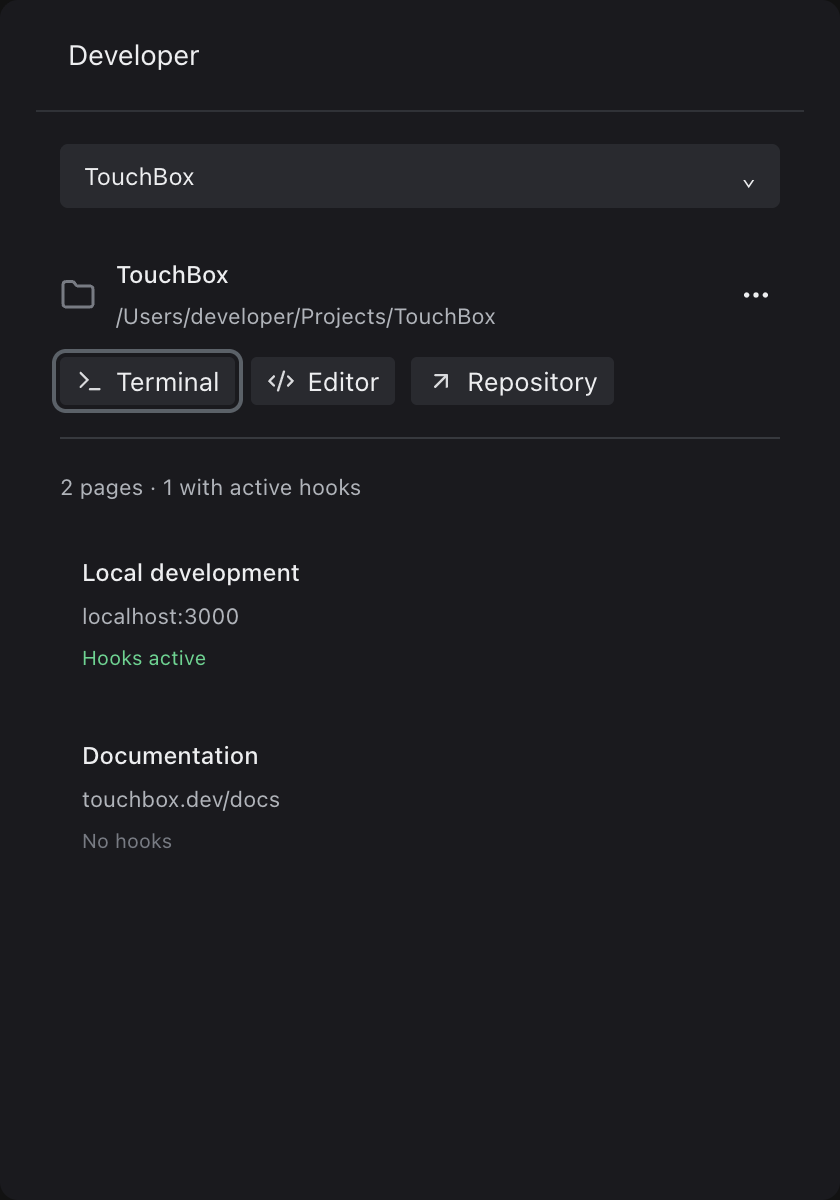 Developer
TouchBox
TouchBox
/Users/developer/Projects/TouchBox
Terminal
Editor
Repository
2 pages · 1 with active hooks
Local development
localhost:3000
Hooks active
Documentation
touchbox.dev/docs
No hooks